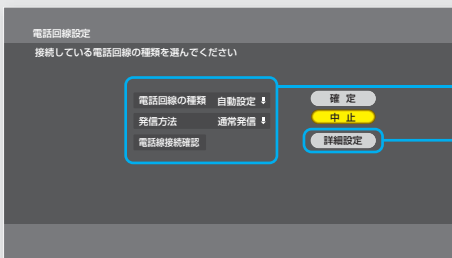 電話回線設定
接続している電話回線の種類を選んでください
電話回線の種類 自動設定
確 定
発信方法 通常発信
中 止
電話線接続確認
詳細設定